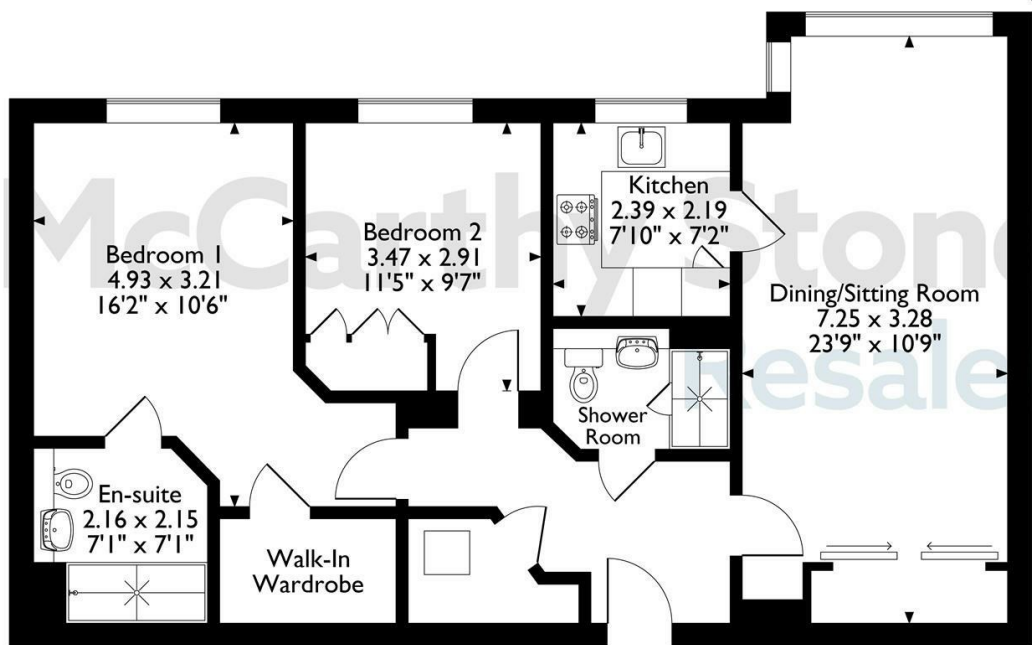 McCarthy Stone
Resale
Bedroom 1
4.93 x 3.21
16'2" x 10'6"
Bedroom 2
3.47 x 2.91
11'5" x 9'7"
Kitchen
2.39 x 2.19
7'10" x 7'2"
Dining/Sitting Room
7.25 x 3.28
23'9" x 10'9"
Shower
Room
En-suite
2.16 x 2.15
7'1" x 7'1"
Walk-In
Wardrobe